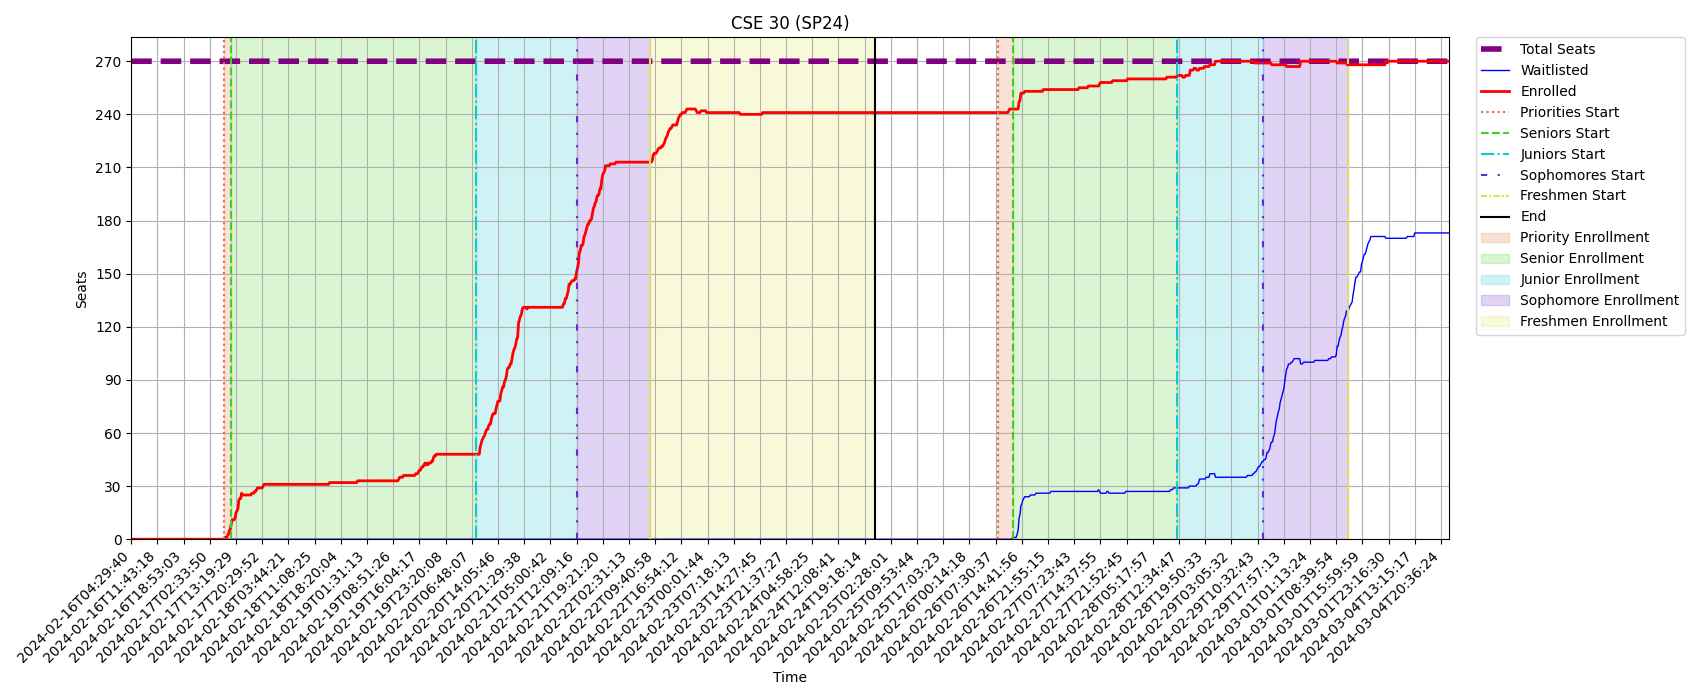 CSE 30 (SP24)
Seats
270
240
210
180
150
120
90
60
30
0
2024-02-16T04:29:40
2024-02-16T11:43:18
2024-02-16T18:53:03
2024-02-17T02:33:50
2024-02-17T13:19:29
2024-02-17T20:29:52
2024-02-18T03:44:21
2024-02-18T11:08:25
2024-02-18T18:20:04
2024-02-19T01:31:13
2024-02-19T08:51:26
2024-02-19T16:04:17
2024-02-19T23:20:08
2024-02-20T06:48:07
2024-02-20T14:05:46
2024-02-20T21:29:38
2024-02-21T05:00:42
2024-02-21T12:09:16
2024-02-21T19:21:20
2024-02-22T02:31:13
2024-02-22T09:40:58
2024-02-22T16:54:12
2024-02-23T00:01:44
2024-02-23T07:18:13
2024-02-23T14:27:45
2024-02-23T21:37:27
2024-02-24T04:58:25
2024-02-24T12:08:41
2024-02-24T19:18:14
2024-02-25T02:28:01
2024-02-25T09:53:44
2024-02-25T17:03:23
2024-02-26T00:14:18
2024-02-26T07:30:37
2024-02-26T14:41:56
2024-02-26T21:55:15
2024-02-27T07:23:45
2024-02-27T14:37:55
2024-02-27T21:52:45
2024-02-28T05:17:57
2024-02-28T12:34:47
2024-02-28T19:50:33
2024-02-29T03:05:32
2024-02-29T10:32:43
2024-02-29T17:57:13
2024-03-01T01:13:24
2024-03-01T08:39:54
2024-03-01T15:59:59
2024-03-01T23:16:30
2024-03-04T13:15:17
2024-03-04T20:36:24
Time
Total Seats
Waitlisted
Enrolled
Priorities Start
Seniors Start
Juniors Start
Sophomores Start
Freshmen Start
End
Priority Enrollment
Senior Enrollment
Junior Enrollment
Sophomore Enrollment
Freshmen Enrollment